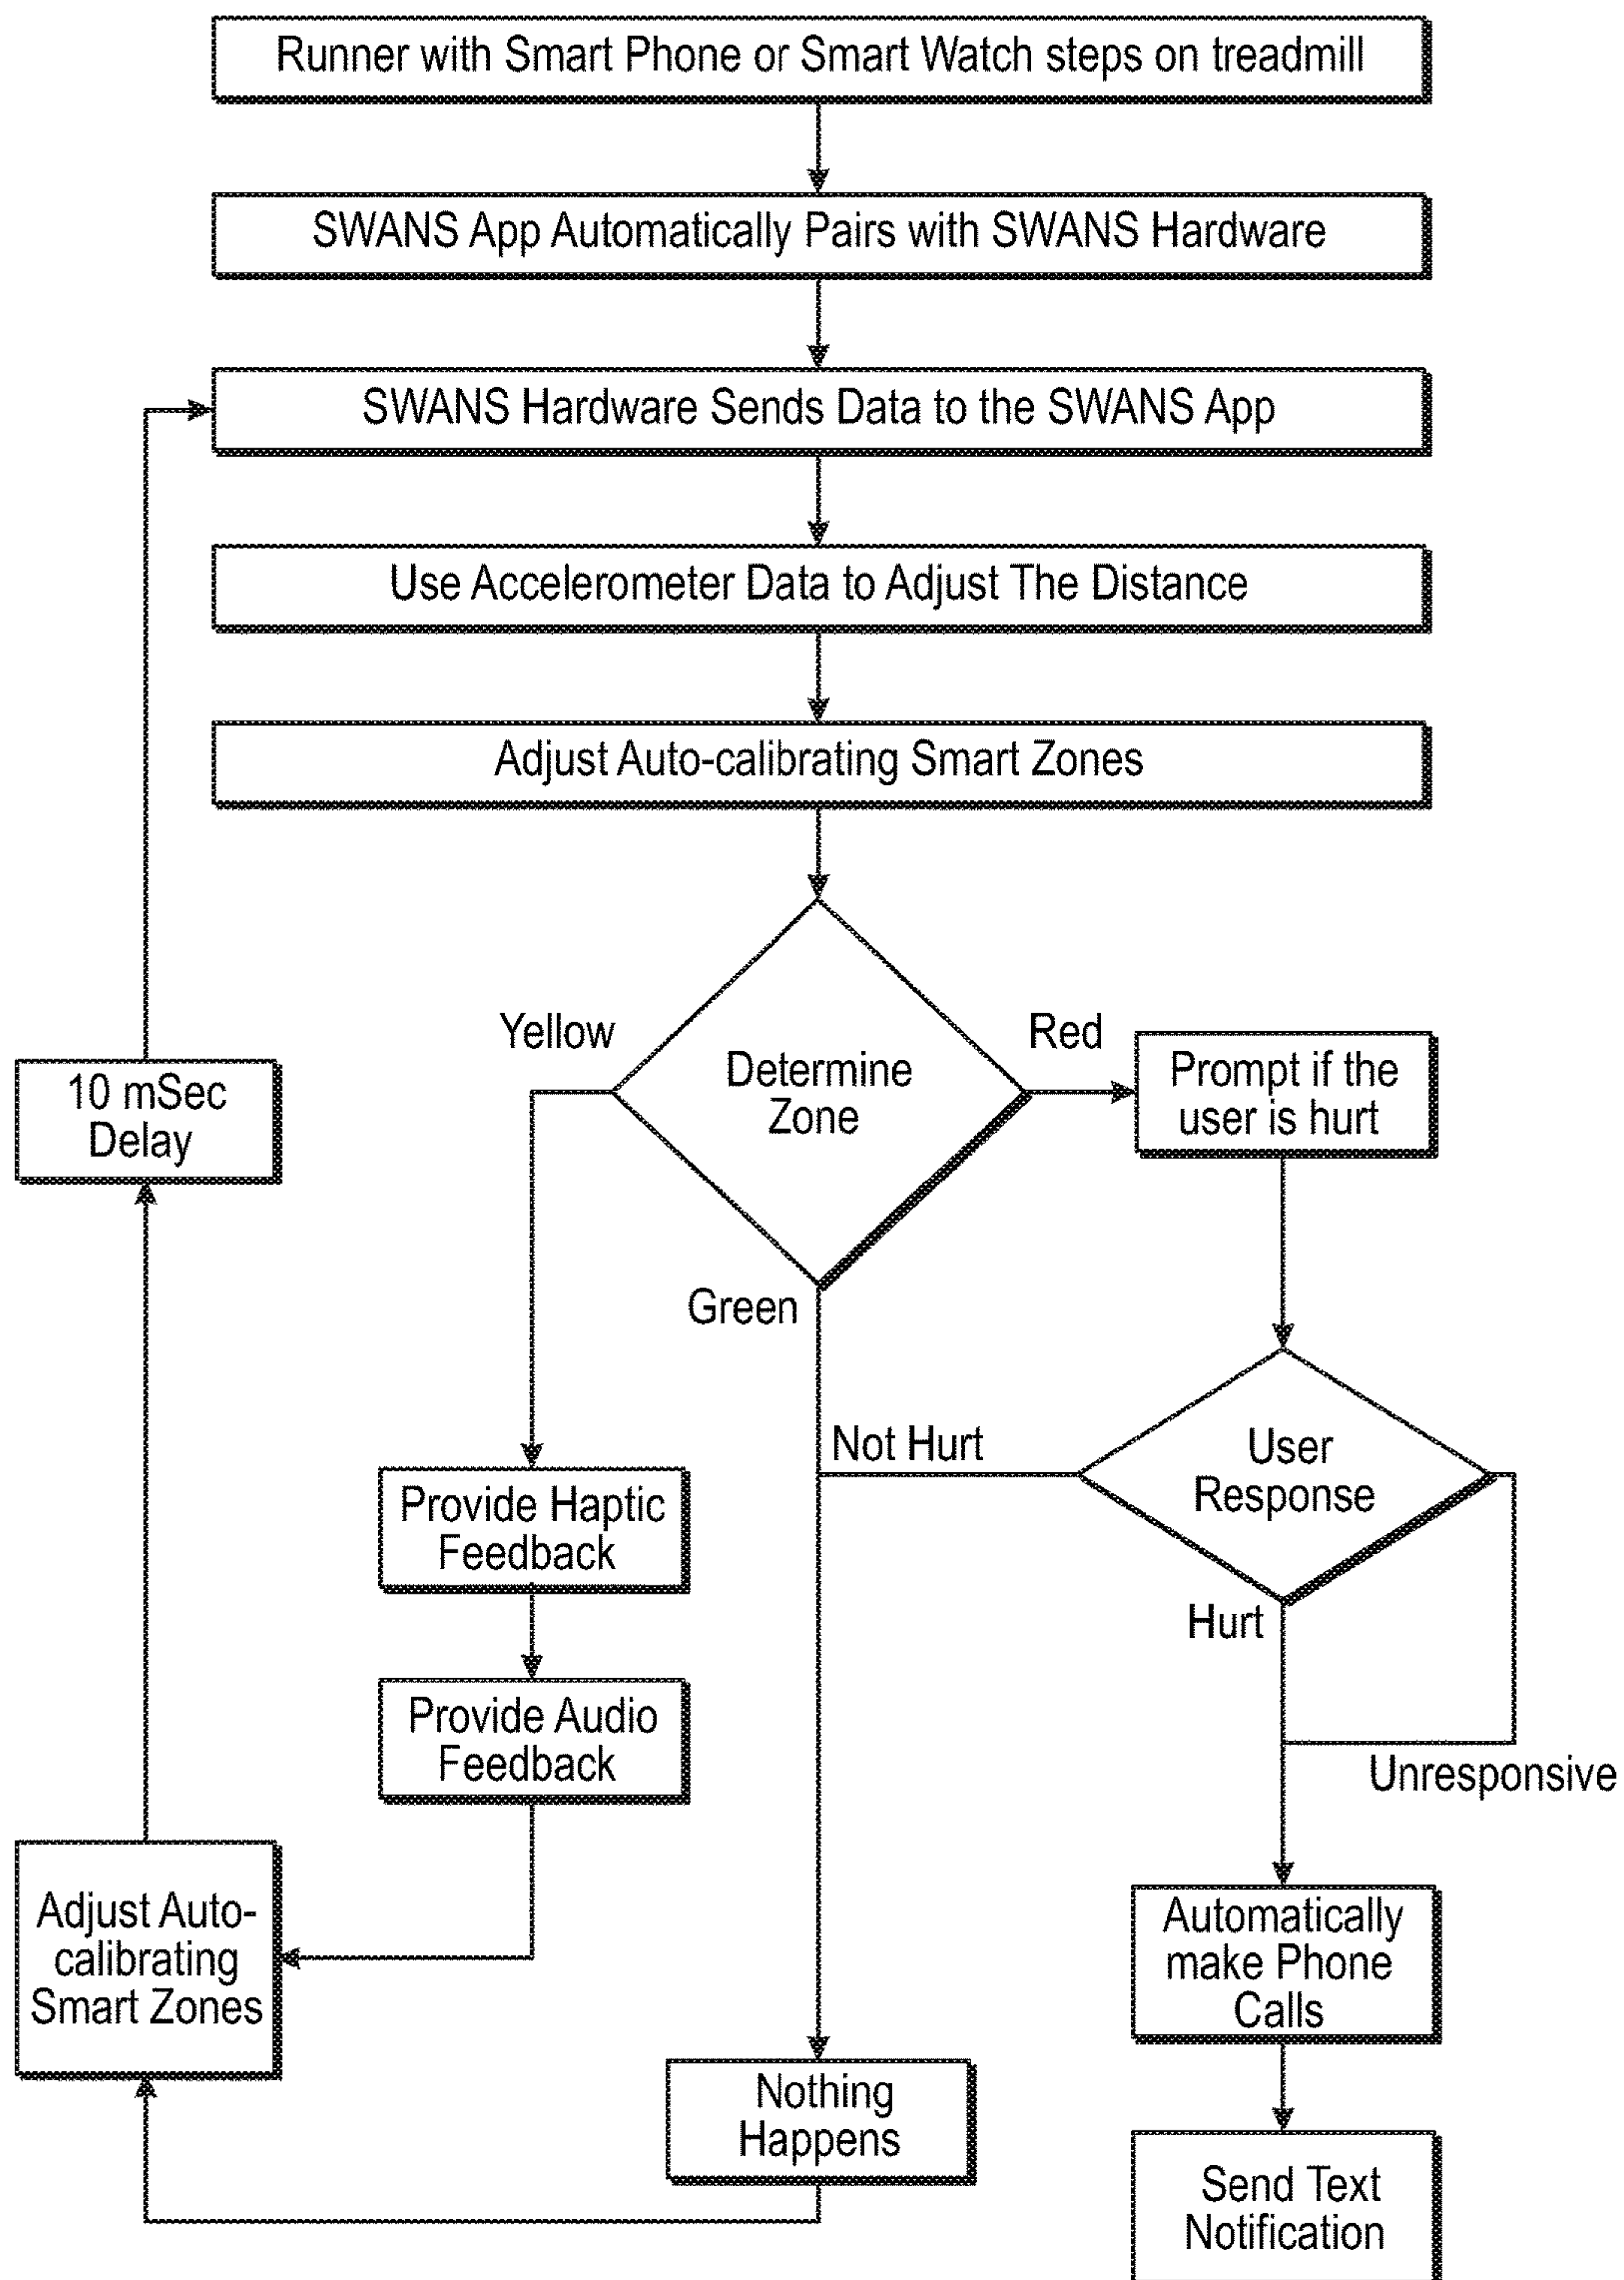 Runner with Smart Phone or Smart Watch steps on treadmill
SWANS App Automatically Pairs with SWANS Hardware
SWANS Hardware Sends Data to the SWANS App
Use Accelerometer Data to Adjust The Distance
Adjust Auto-calibrating Smart Zones
Yellow
Red
Determine
Zone
Prompt if the
user is hurt
10 mSec
Delay
Green
Not Hurt
User
Response
Provide Haptic
Feedback
Hurt
Provide Audio
Feedback
Unresponsive
Adjust Auto-
calibrating
Smart Zones
Automatically
make Phone
Calls
Nothing
Happens
Send Text
Notification